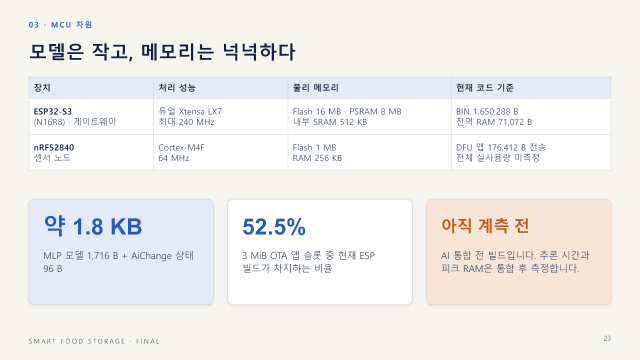 03 · MCU 자원
모델은 작고, 메모리는 넉넉하다
장치 처리 성능 물리 메모리 현재 코드 기준
ESP32-S3 듀얼 Xtensa LX7 Flash 16 MB · PSRAM 8 MB BIN 1,650,288 B
(N16R8) · 게이트웨이 최대 240 MHz 내부 SRAM 512 KB 전역 RAM 71,072 B
nRF52840 Cortex-M4F Flash 1 MB DFU 앱 176,412 B 전송
센서 노드 64 MHz RAM 256 KB 전체 실사용량 미측정
약 1.8 KB
MLP 모델 1,716 B + AiChange 상태
96 B
52.5%
3 MiB OTA 앱 슬롯 중 현재 ESP
빌드가 차지하는 비율
아직 계측 전
AI 통합 전 빌드입니다. 추론 시간과
피크 RAM은 통합 후 측정합니다.
SMART FOOD STORAGE · FINAL
23